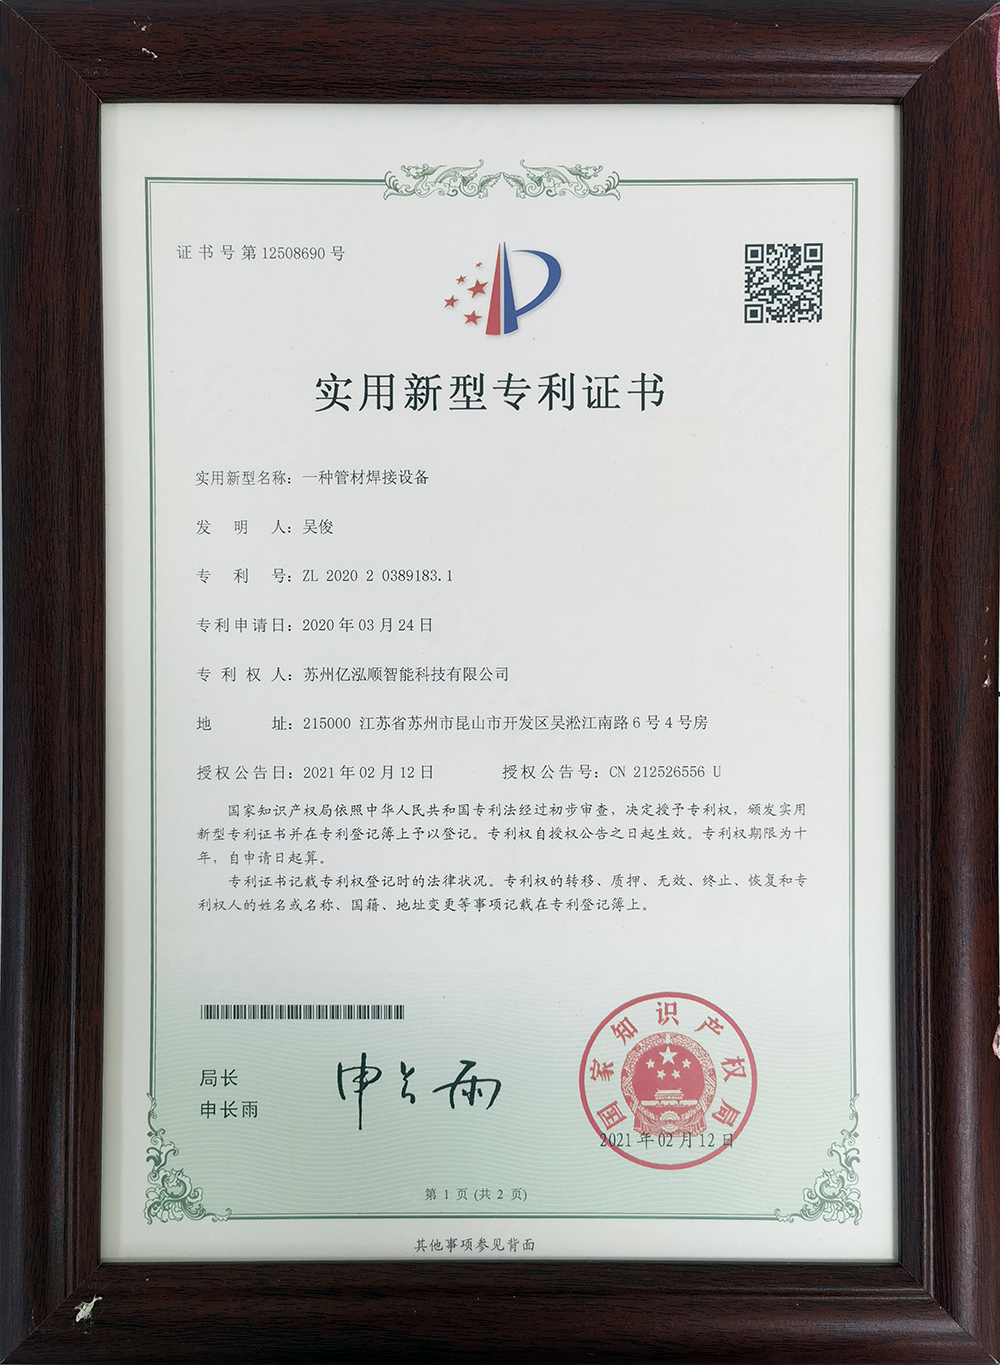 证书号第12508690号
实用新型专利证书
实用新型名称：一种管材焊接设备
发明人：吴俊
专利号：ZL 2020 2 0389183.1
专利申请日：2020年03月24日
专利权人：苏州亿泓顺智能科技有限公司
地址：215000 江苏省苏州市昆山市开发区吴淞江南路6号4号房
授权公告日：2021年02月12日 授权公告号：CN 212526556 U
国家知识产权局依照中华人民共和国专利法经过初步审查，决定授予专利权，颁发实用
新型专利证书并在专利登记簿上予以登记。专利权自授权公告之日起生效。专利权期限为十
年，自申请日起算。
专利证书记载专利权登记时的法律状况。专利权的转移、质押、无效、终止、恢复和专
利权人的姓名或名称、国籍、地址变更等事项记载在专利登记簿上。
局长
申长雨
申长雨
国家知识产权局
2021年02月12日
第 1 页 (共 2 页)
其他事项参见背面